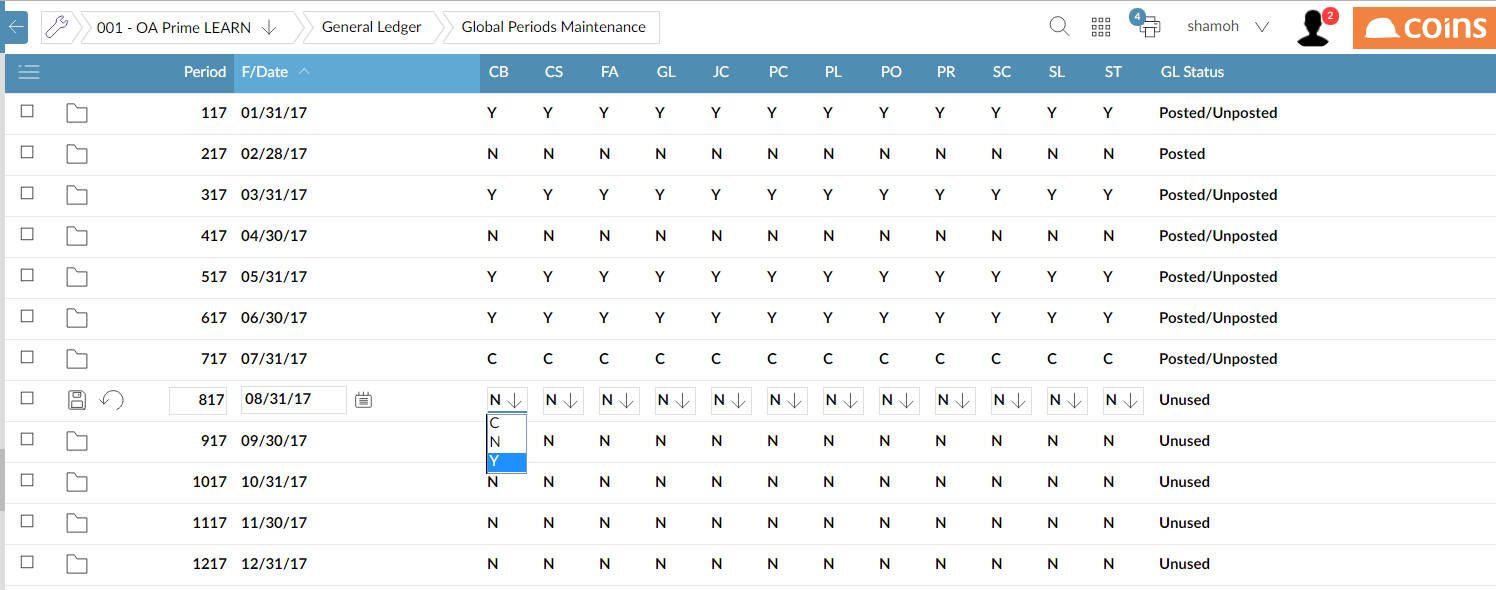 001 - OA Prime LEARN General Ledger Global Periods Maintenance 4 shamoh 2 coins
Period F/Date CB CS FA GL JC PC PL PO PR SC SL ST GL Status
117 01/31/17 Y Y Y Y Y Y Y Y Y Y Y Y Posted/Unposted
217 02/28/17 N N N N N N N N N N N N Posted
317 03/31/17 Y Y Y Y Y Y Y Y Y Y Y Y Posted/Unposted
417 04/30/17 N N N N N N N N N N N N Posted/Unposted
517 05/31/17 Y Y Y Y Y Y Y Y Y Y Y Y Posted/Unposted
617 06/30/17 Y Y Y Y Y Y Y Y Y Y Y Y Posted/Unposted
717 07/31/17 C C C C C C C C C C C C Posted/Unposted
817 08/31/17 N N N N N N N N N N N N Unused
C
N
Y
917 09/30/17 N N N N N N N N N N N Unused
1017 10/31/17 N N N N N N N N N N N N Unused
1117 11/30/17 N N N N N N N N N N N N Unused
1217 12/31/17 N N N N N N N N N N N N Unused